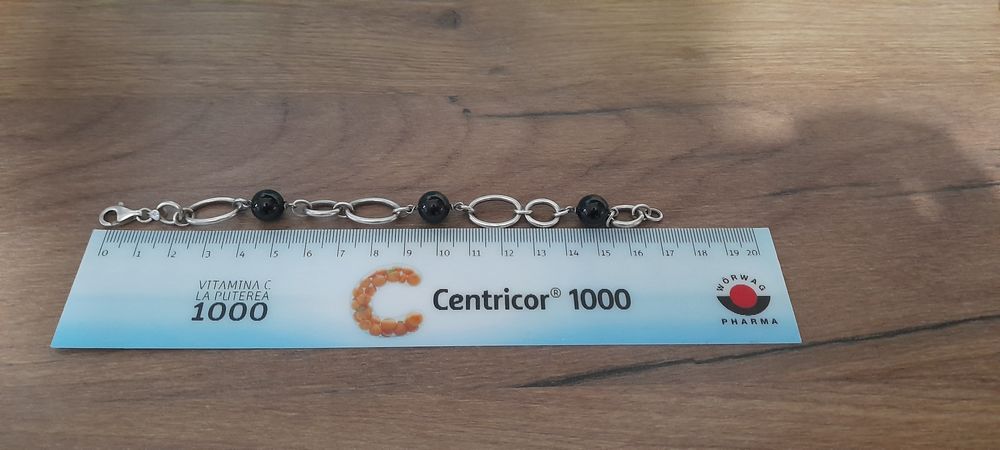 0 1 2 3 4 5 6 7 8 9 10 11 12 13 14 15 16 17 18 19 20
VITAMINA C
LA PUTEREA
1000
Centricor® 1000
WÖRWAG
PHARMA